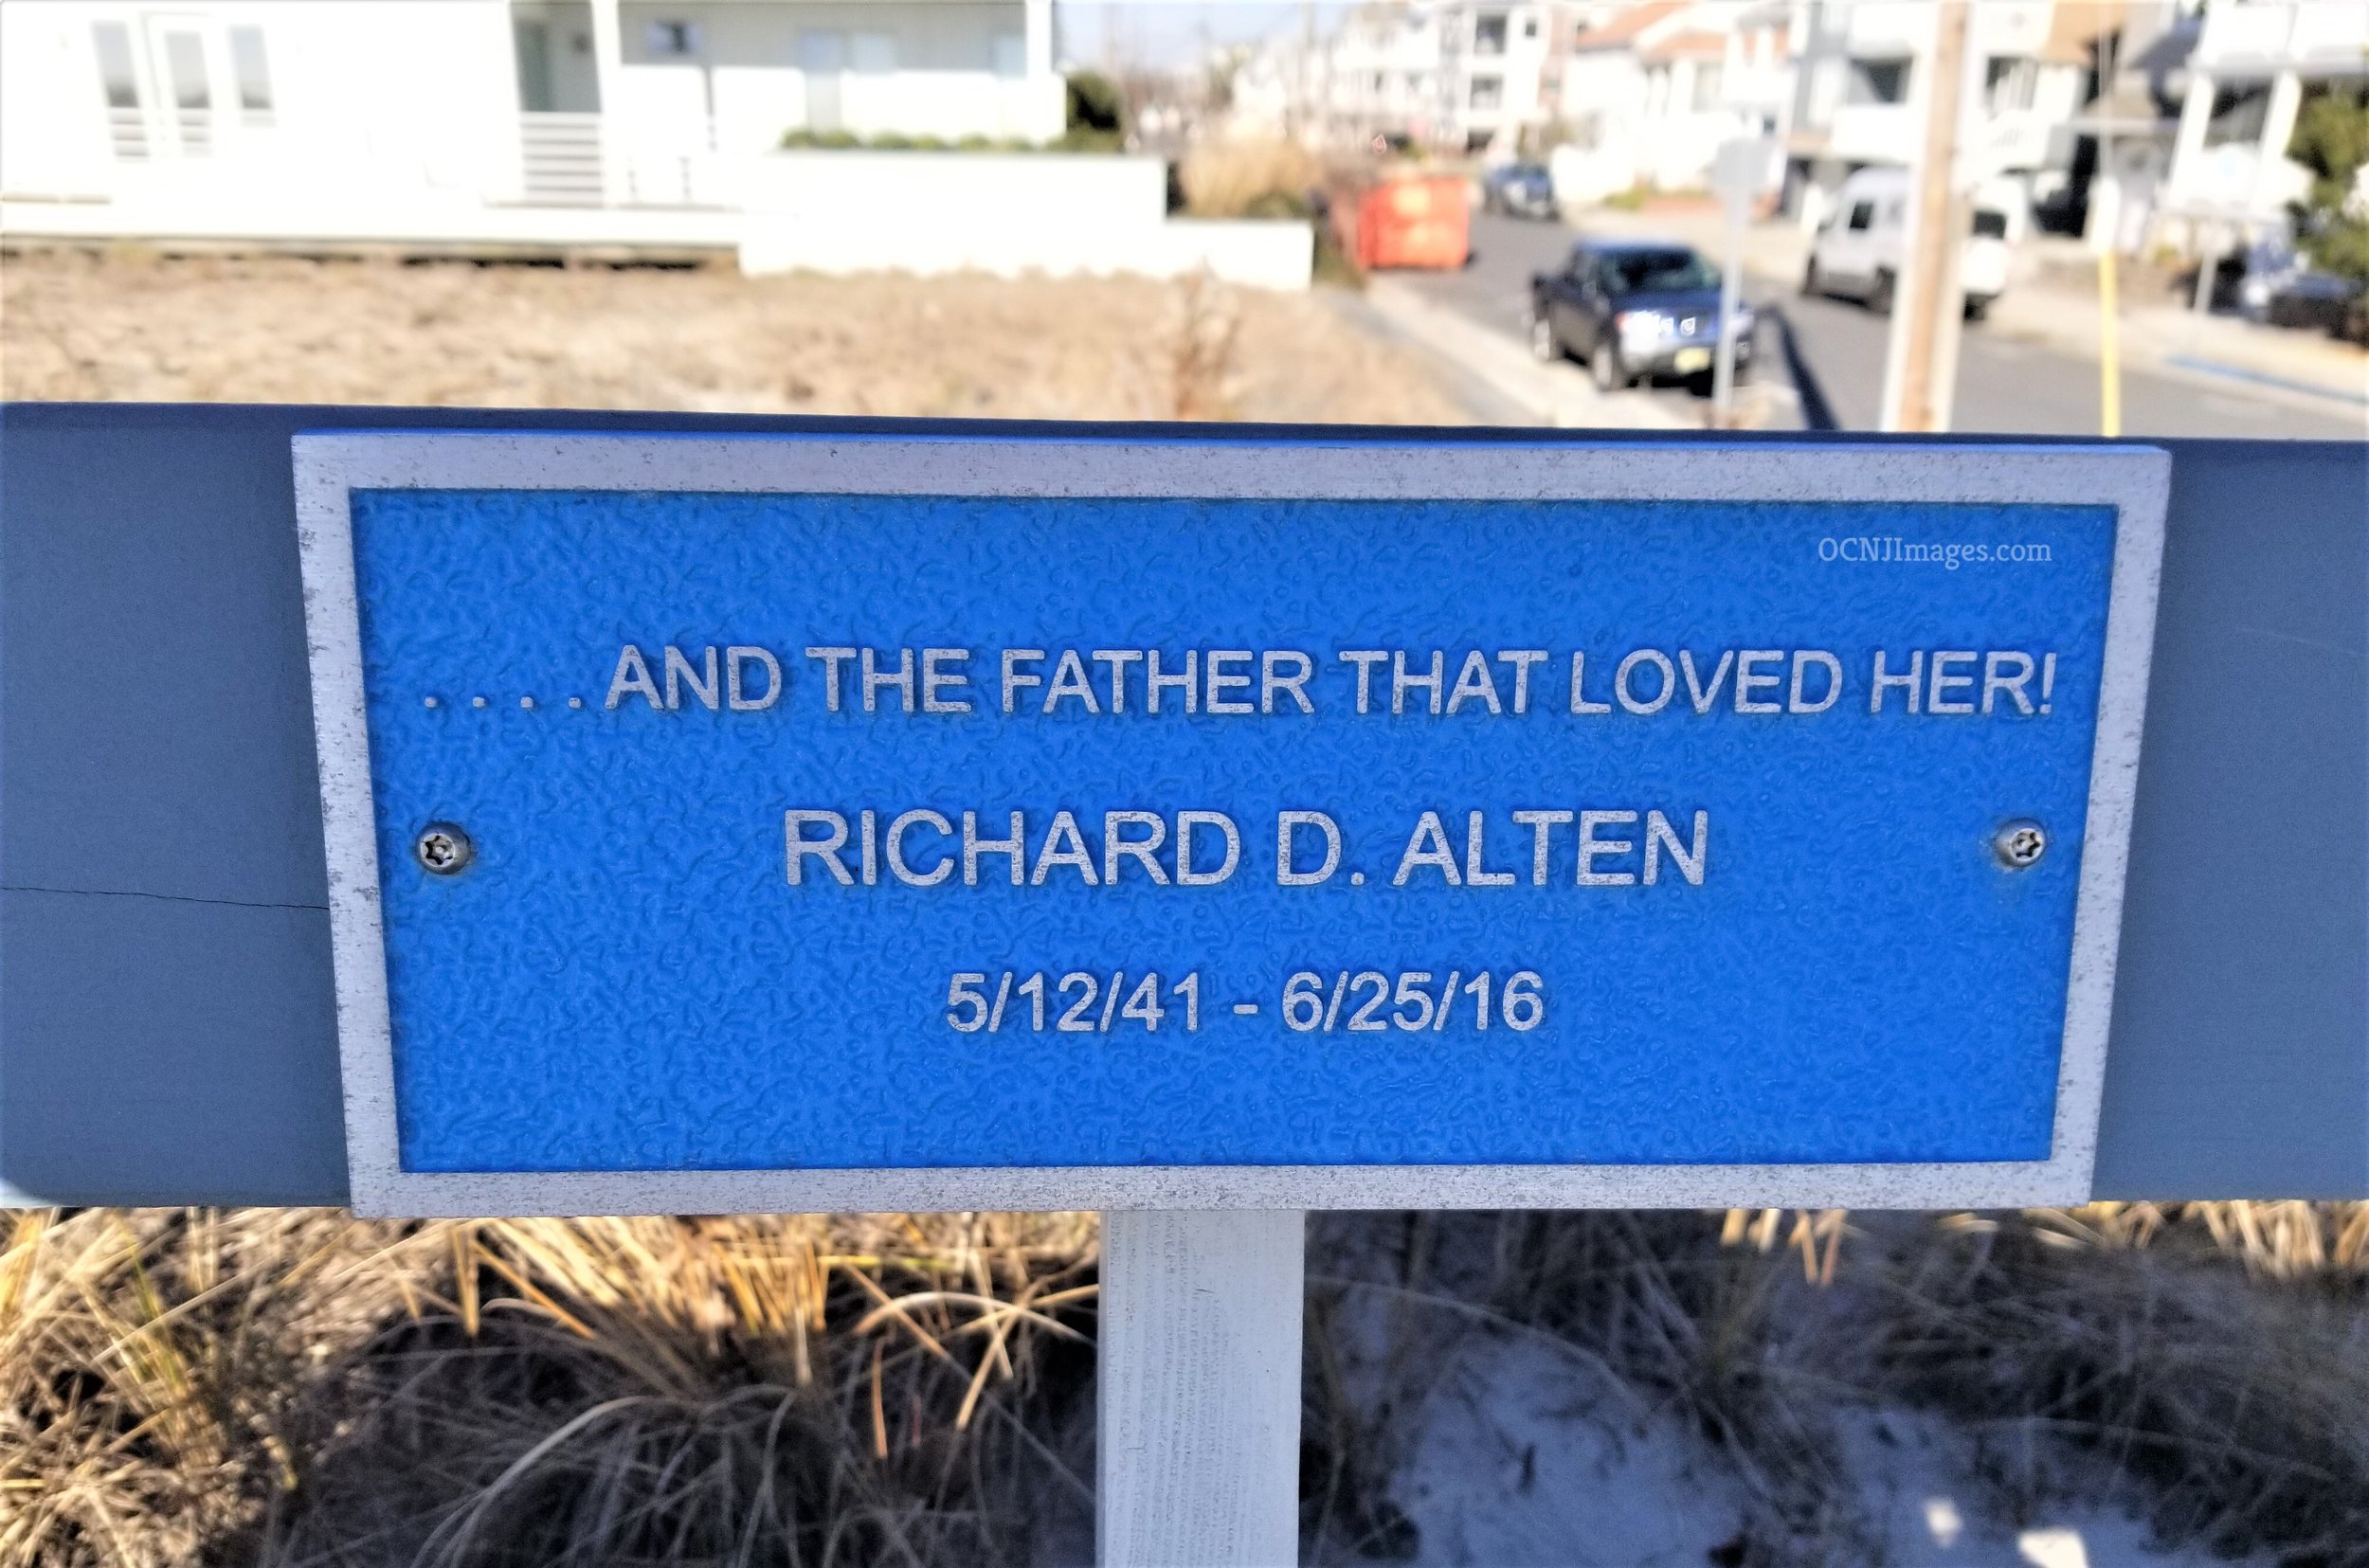 OCNJImages.com
. . . . AND THE FATHER THAT LOVED HER!
RICHARD D. ALTEN
5/12/41 - 6/25/16